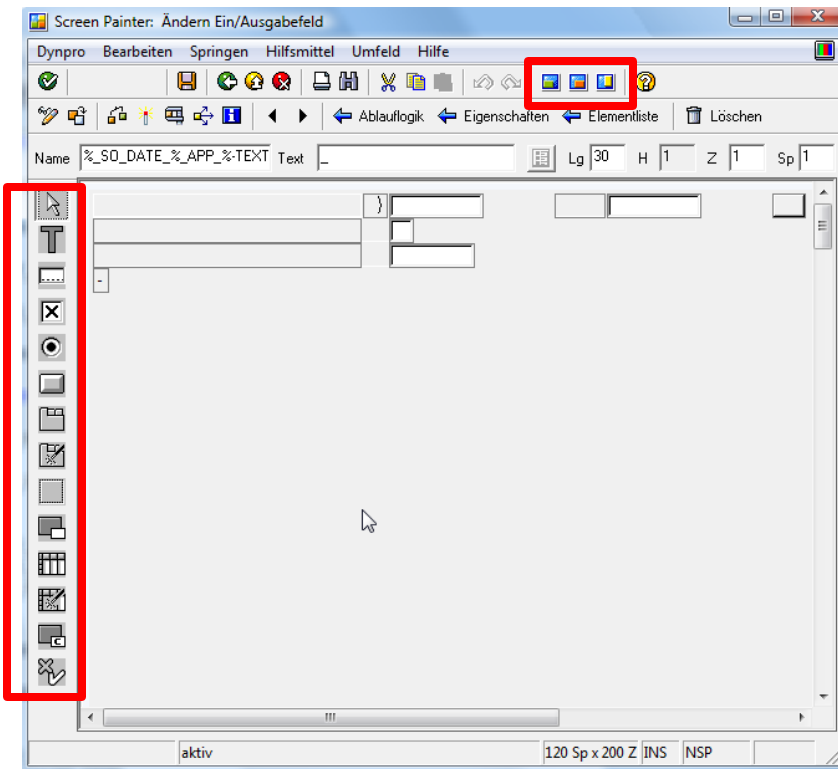 Screen Painter: Ändern Ein/Ausgabefeld
Dynpro Bearbeiten Springen Hilfsmittel Umfeld Hilfe
Ablauflogik Eigenschaften Elementliste Löschen
Name %_SO_DATE_%_APP_%-TEXT Text _ Lg 30 H 1 Z 1 Sp 1
}
-
aktiv 120 Sp x 200 Z INS NSP